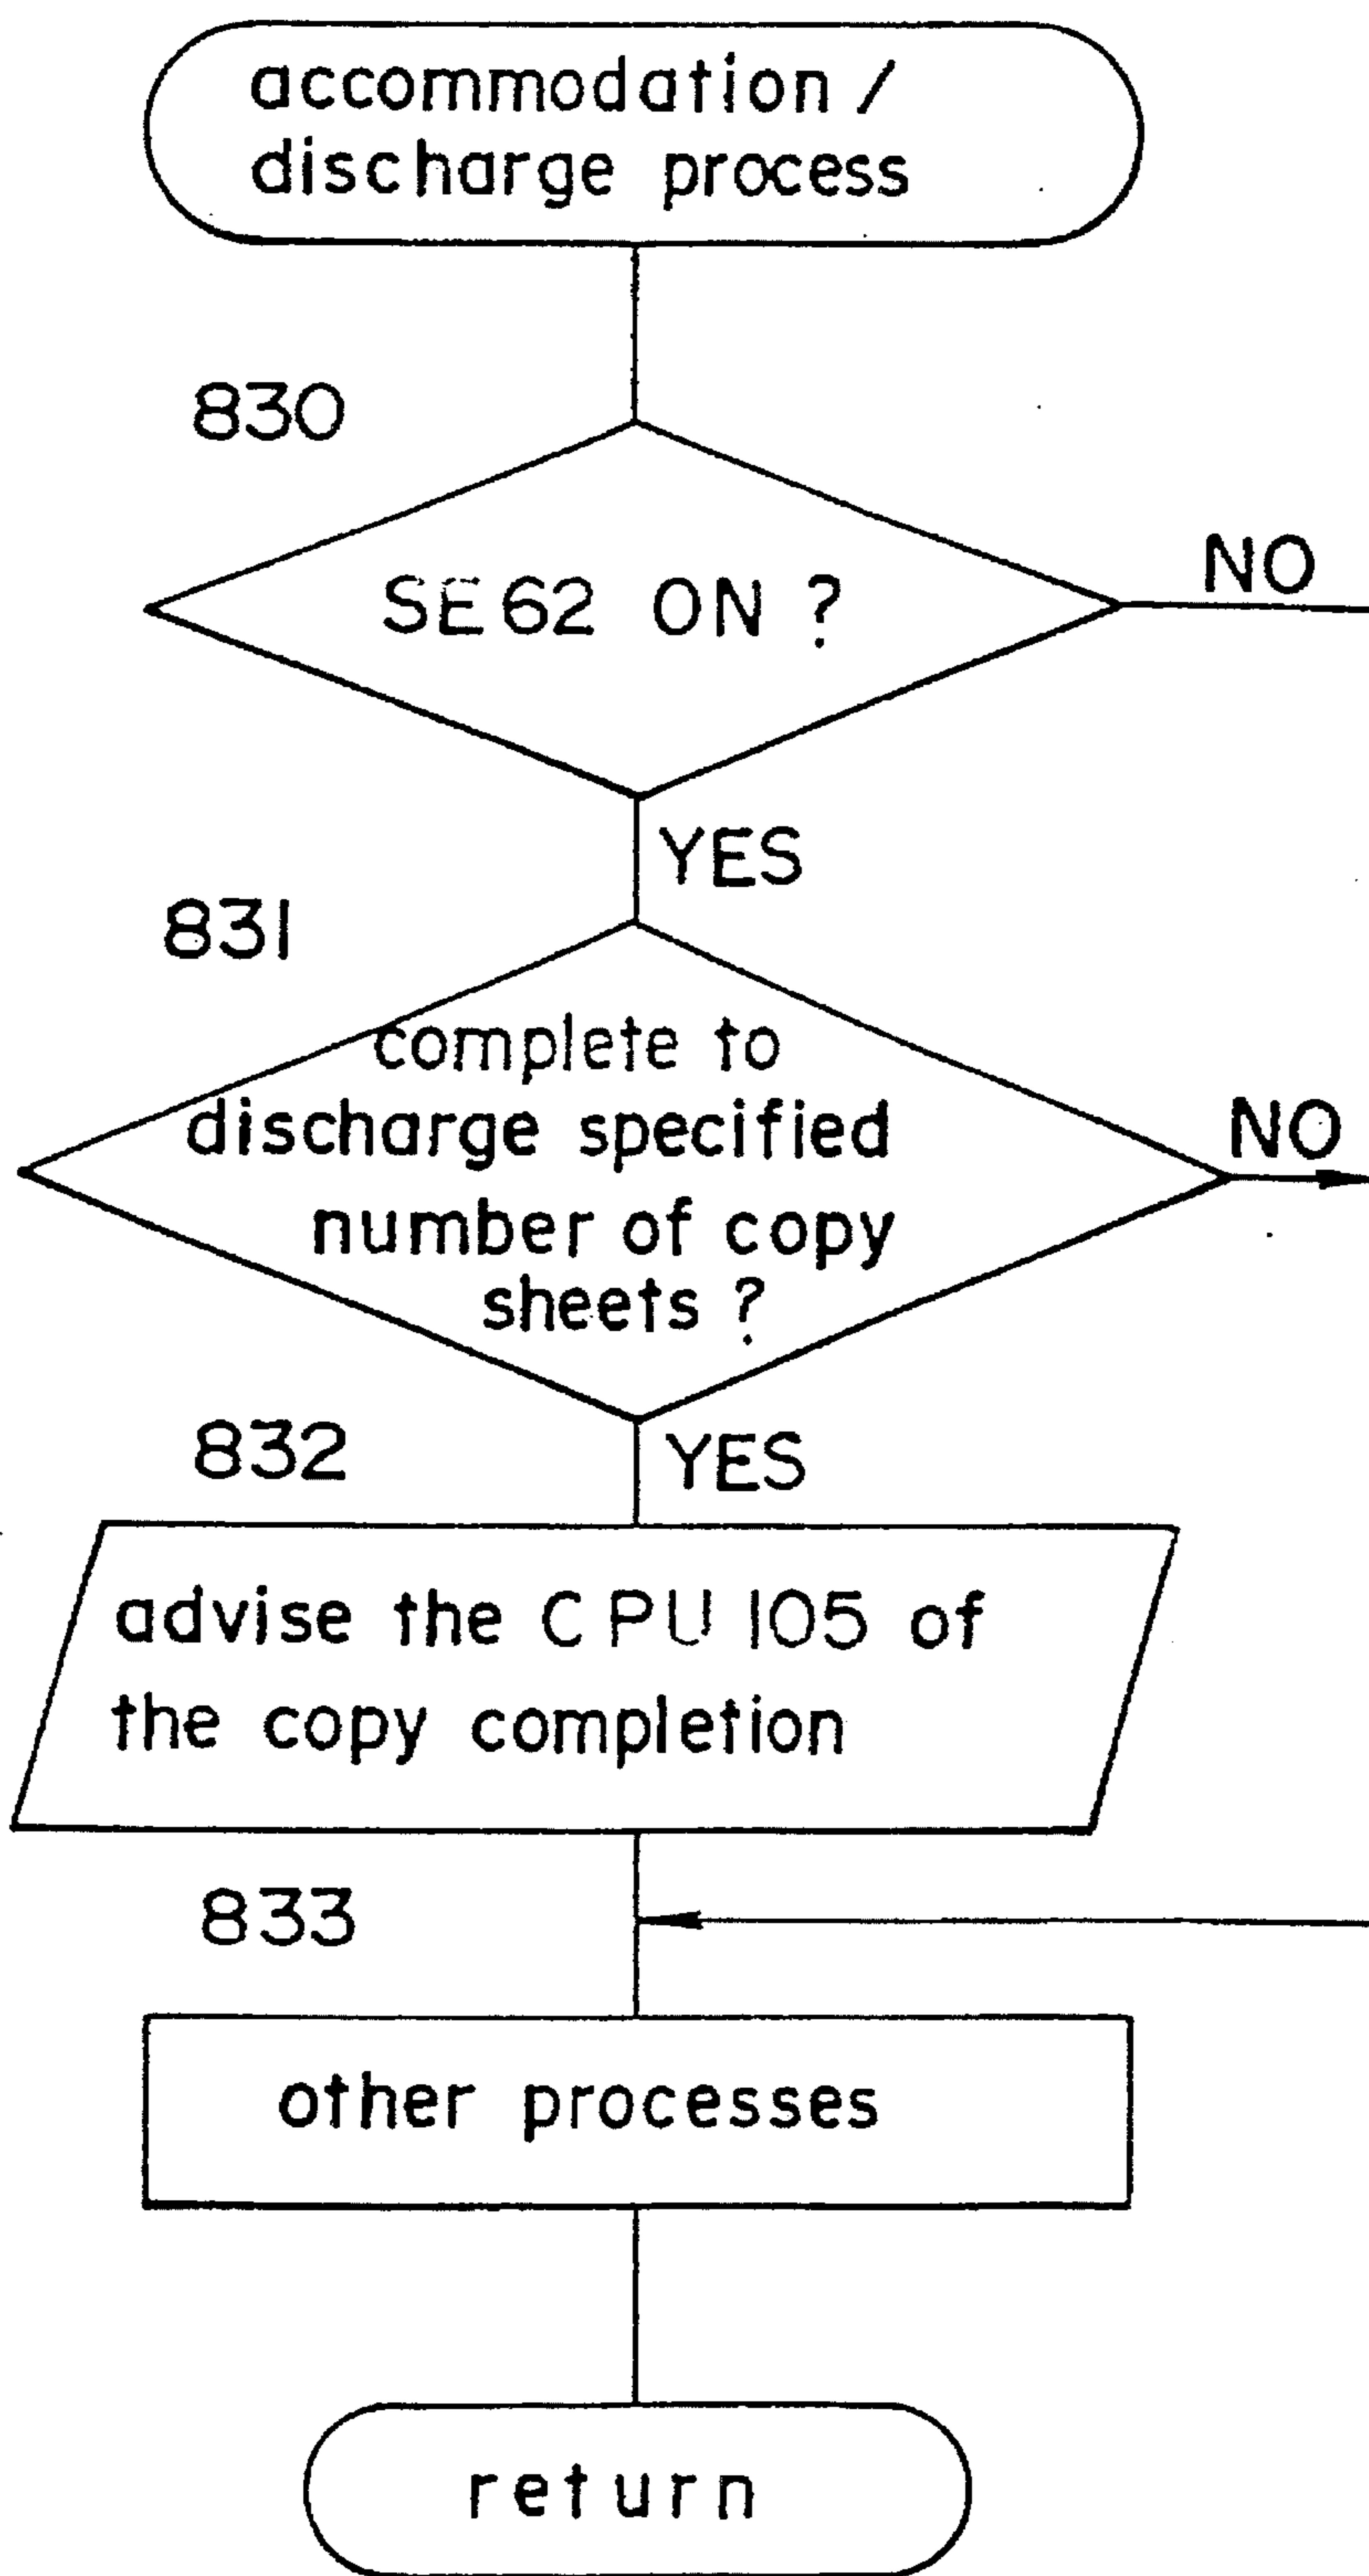 accommodation /
discharge process
830
SE62 ON ?
NO
YES
831
complete to
discharge specified
number of copy
sheets ?
NO
832
YES
advise the CPU 105 of
the copy completion
833
other processes
return